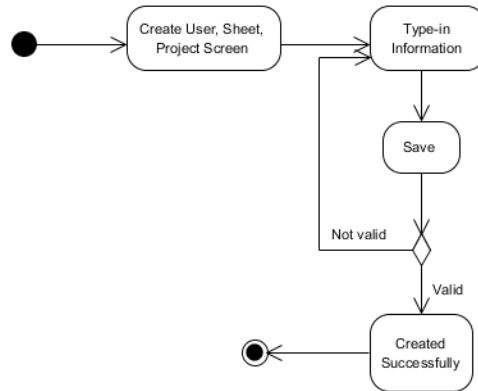 Create User, Sheet,
Project Screen
Type-in
Information
Save
Not valid
Valid
Created
Successfully